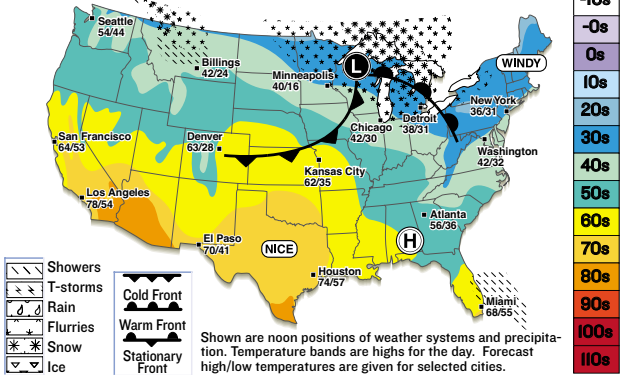 Seattle
54/44
Billings
42/24
Minneapolis
40/16
L
WINDY
New York
36/31
Detroit
38/31
Chicago
42/30
Washington
42/32
San Francisco
64/53
Denver
63/28
Kansas City
62/35
Los Angeles
78/54
Atlanta
56/36
El Paso
70/41
NICE
H
Houston
74/57
Miami
68/55
Showers
T-storms
Rain
Flurries
Snow
Ice
Cold Front
Warm Front
Stationary
Front
Shown are noon positions of weather systems and precipita-
tion. Temperature bands are highs for the day. Forecast
high/low temperatures are given for selected cities.
-10s
-0s
0s
10s
20s
30s
40s
50s
60s
70s
80s
90s
100s
110s